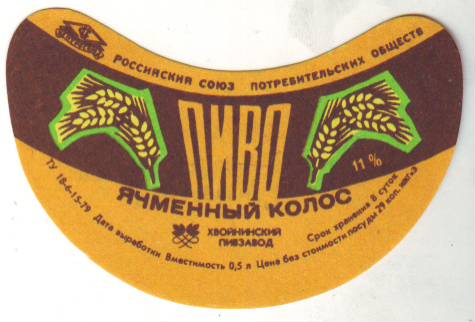 РОССИЙСКИЙ СОЮЗ ПОТРЕБИТЕЛЬСКИХ ОБЩЕСТВ
ПИВО
11%
ЯЧМЕННЫЙ КОЛОС
ХВОЙНИНСКИЙ
ПИВЗАВОД
ТУ 18-6-15-79 Дата выработки Вместимость 0,5 л Цена без стоимости посуды 29 коп.
Срок хранения 8 суток